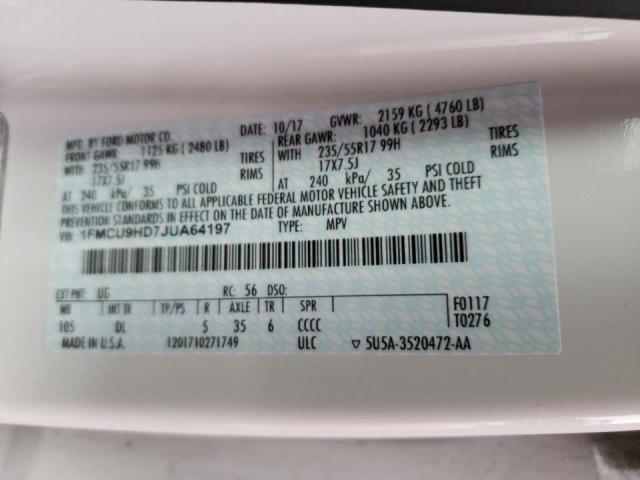 MFD. BY FORD MOTOR CO. DATE: 10/17 GVWR: 2159 KG ( 4760 LB)
FRONT GAWR: 1125 KG ( 2480 LB) REAR GAWR: 1040 KG ( 2293 LB)
WITH 235/55R17 99H TIRES WITH 235/55R17 99H TIRES
17X7.5J RIMS 17X7.5J RIMS
AT 240 kPa/ 35 PSI COLD AT 240 kPa/ 35 PSI COLD
THIS VEHICLE CONFORMS TO ALL APPLICABLE FEDERAL MOTOR VEHICLE SAFETY AND THEFT
PREVENTION STANDARDS IN EFFECT ON THE DATE OF MANUFACTURE SHOWN ABOVE.
VIN: 1FMCU9HD7JUA64197 TYPE: MPV
EXT PNT: UG RC: 56 DSO:
WB INT TR TP/PS R AXLE TR SPR F0117
105 DL 5 35 6 CCCC T0276
MADE IN U.S.A. 1201710271749 ULC ▽ 5U5A-3520472-AA